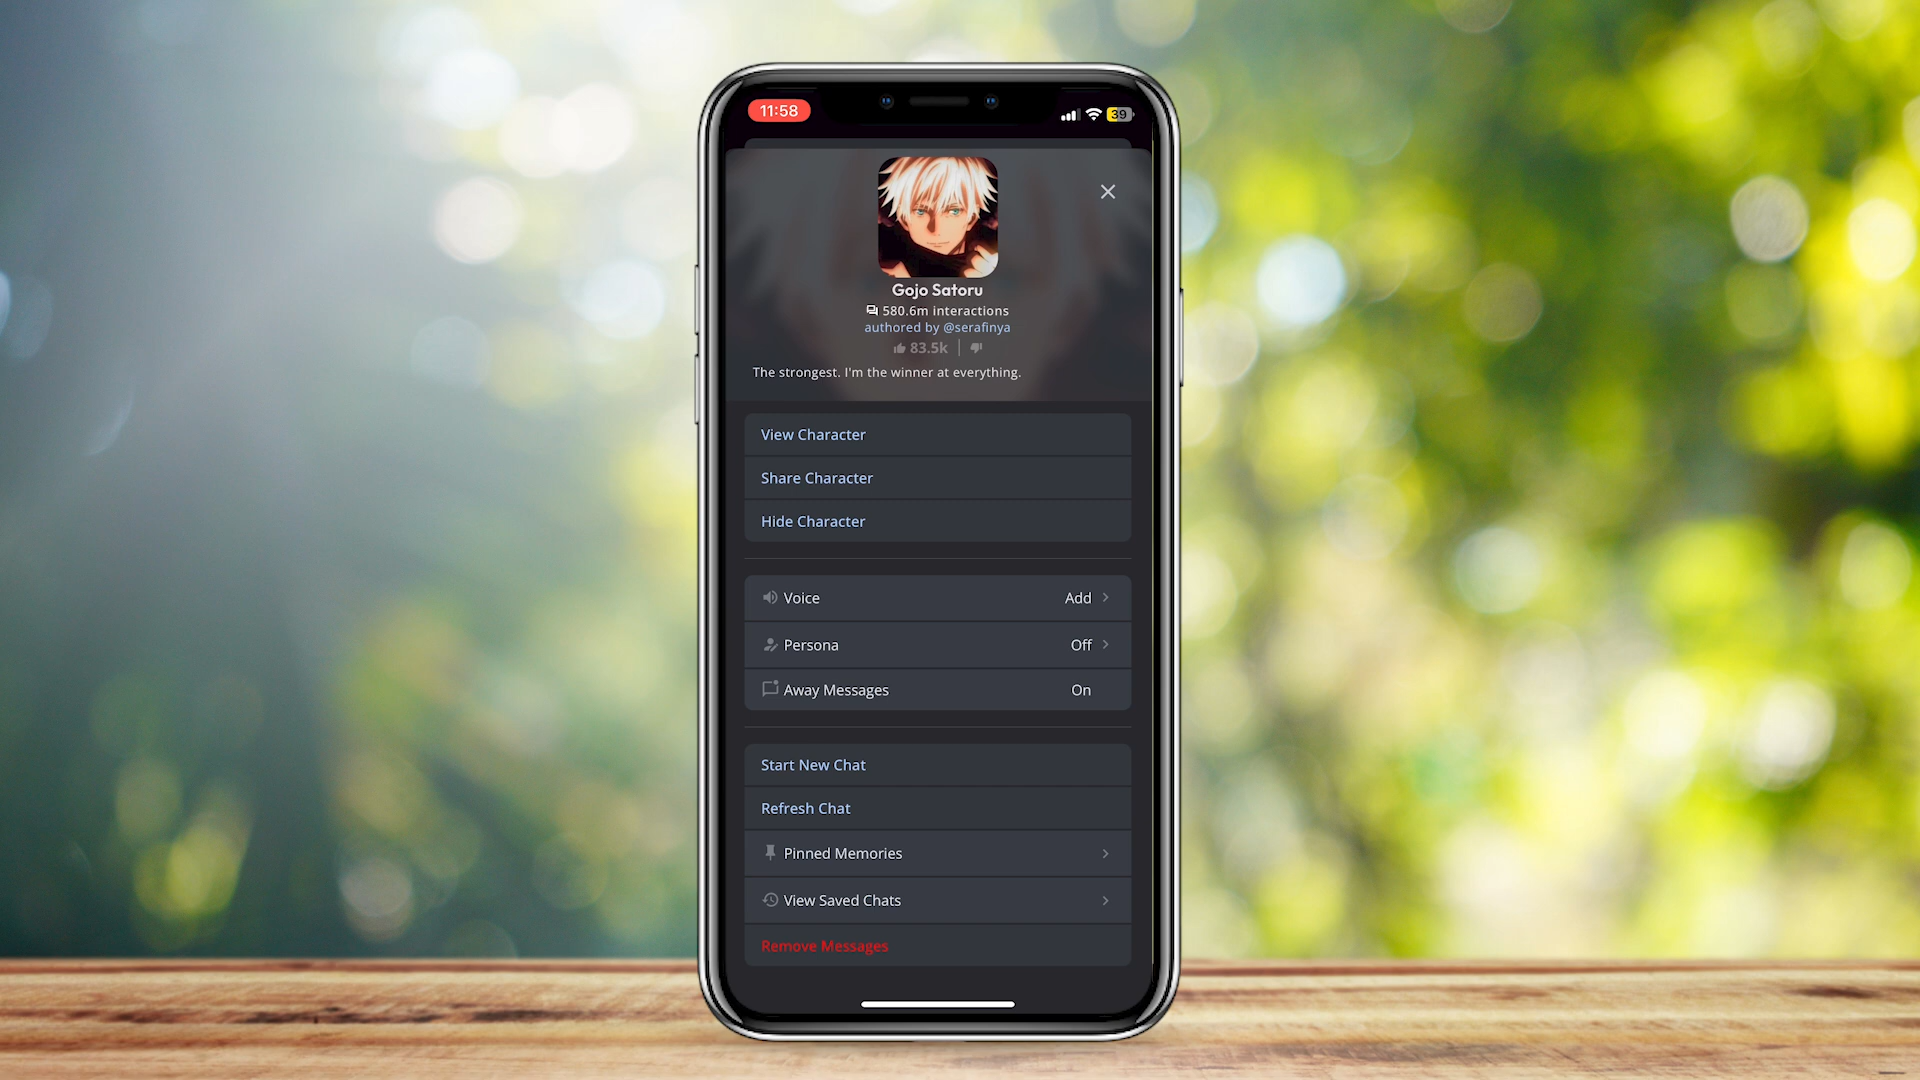 11:58
39
Gojo Satoru
580.6m interactions
authored by @serafinya
83.5k
The strongest. I'm the winner at everything.
View Character
Share Character
Hide Character
Voice Add
Persona Off
Away Messages On
Start New Chat
Refresh Chat
Pinned Memories
View Saved Chats
Remove Messages